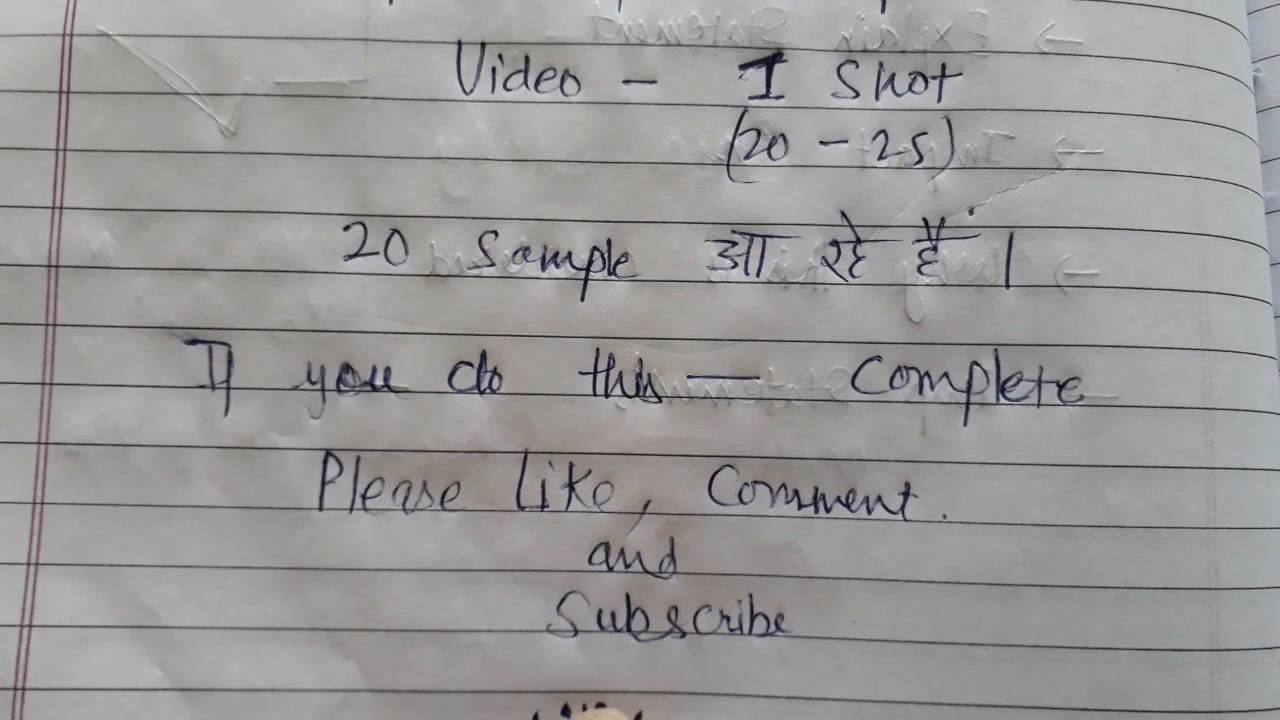 Video - 1 Shot
(20 - 25)
20 Sample आ रहे हैं।
If you do this — Complete
Please Like, Comment.
and
Subscribe